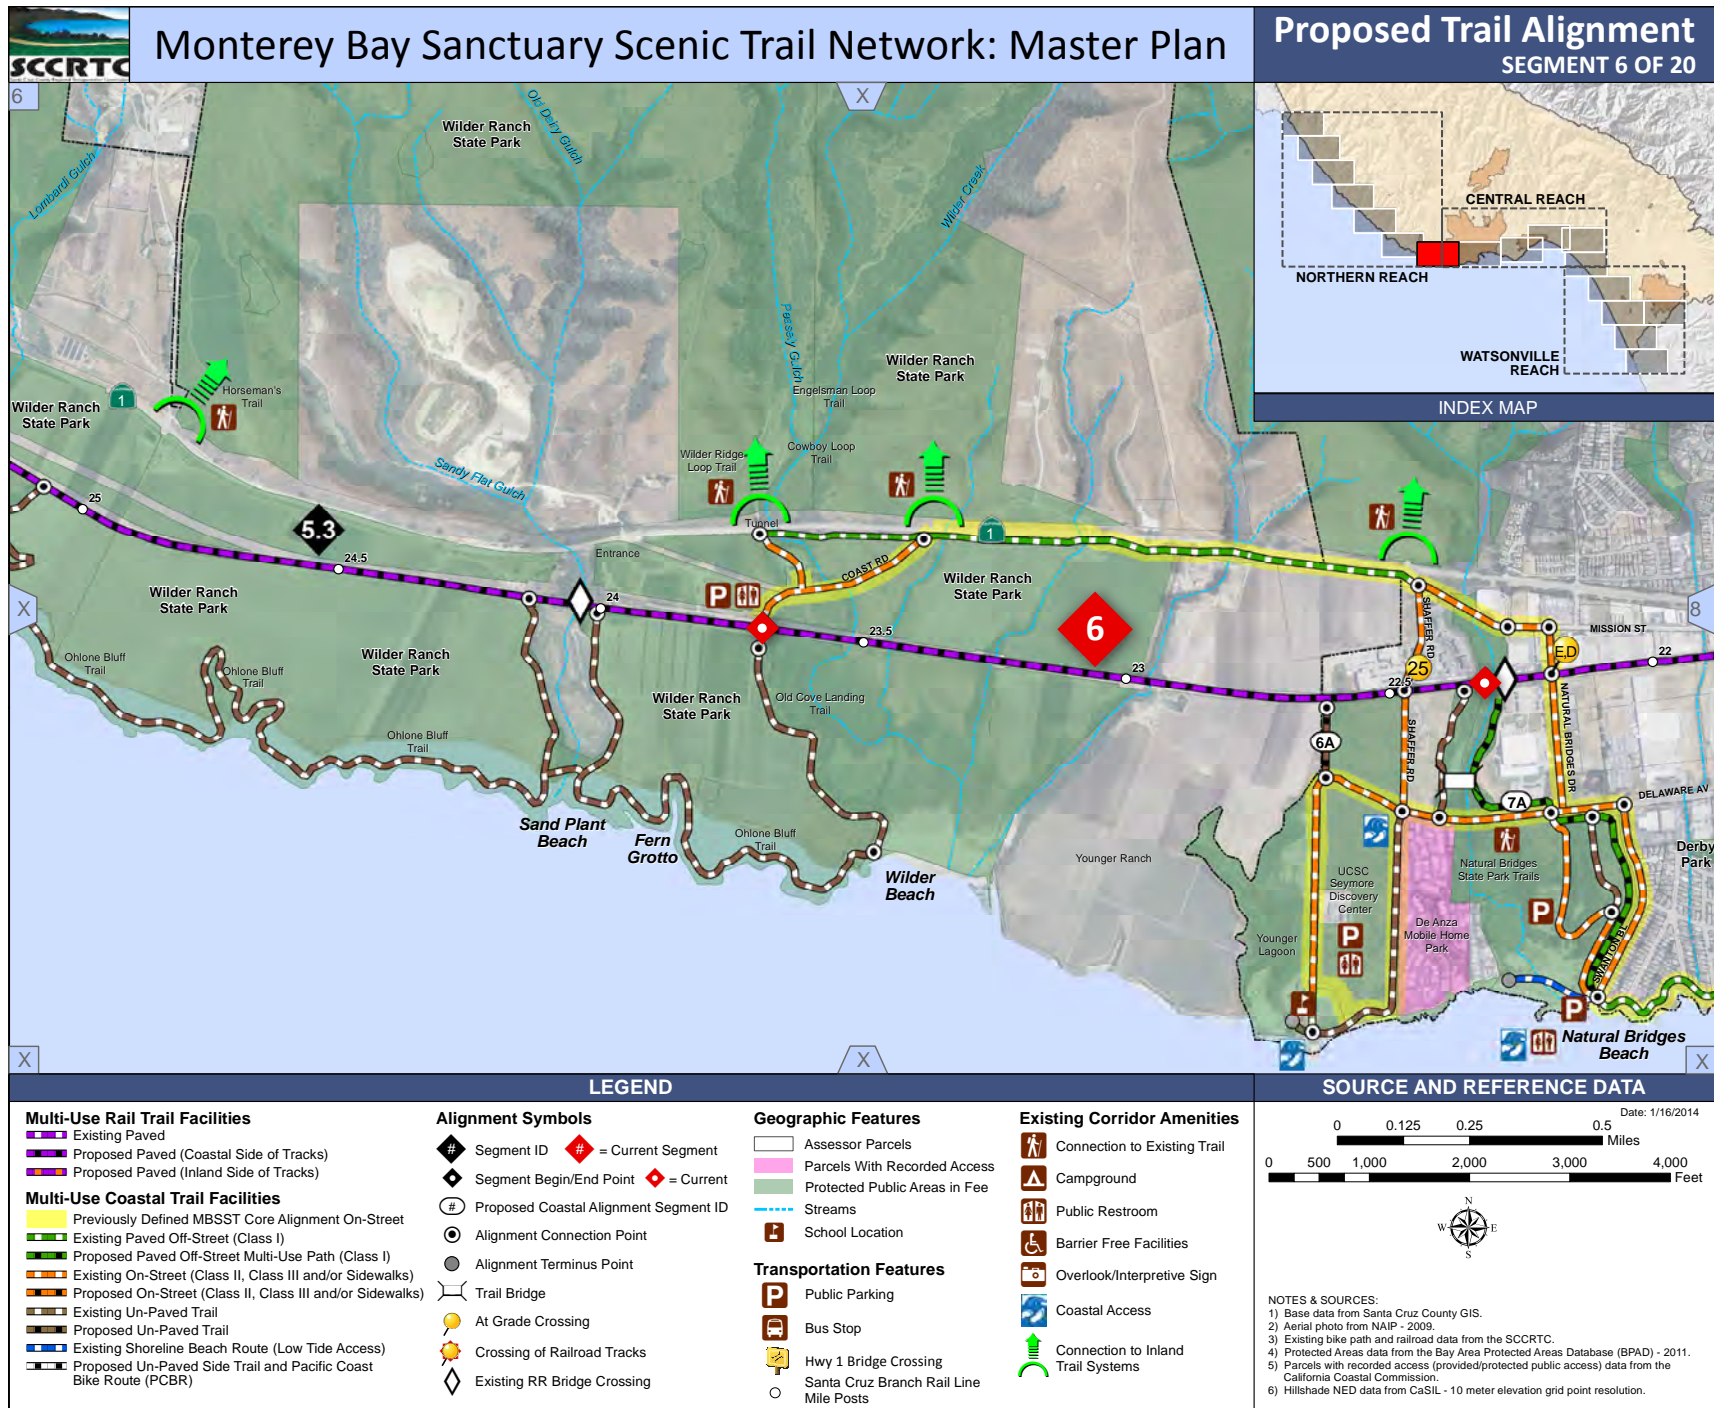 SCCRTC
Monterey Bay Sanctuary Scenic Trail Network: Master Plan
Proposed Trail Alignment
SEGMENT 6 OF 20
6
X
Lombardi Gulch
Wilder Ranch
State Park
Old Dairy Gulch
Wilder Creek
CENTRAL REACH
NORTHERN REACH
WATSONVILLE
REACH
INDEX MAP
Peasely Gulch
Wilder Ranch
State Park
Engelsman Loop
Trail
Horseman's
Trail
1
Wilder Ranch
State Park
Cowboy Loop
Trail
Wilder Ridge
Loop Trail
Sandy Flat Gulch
25
5.3
Tunnel
1
Entrance
24.5
COAST RD
Wilder Ranch
State Park
Wilder Ranch
State Park
24
X
8
SHAFFER RD
MISSION ST
23.5
6
E,D
22
Ohlone Bluff
Trail
Ohlone Bluff
Trail
Wilder Ranch
State Park
23
25
22.5
Wilder Ranch
State Park
Old Cove Landing
Trail
NATURAL BRIDGES DR
SHAFFER RD
Ohlone Bluff
Trail
6A
7A
DELAWARE AV
Sand Plant
Beach
Fern
Grotto
Ohlone Bluff
Trail
Wilder
Beach
Younger Ranch
UCSC
Seymore
Discovery
Center
Natural Bridges
State Park Trails
Derby
Park
P
De Anza
Mobile Home
Park
P
Younger
Lagoon
SWANTON BL
P
P
Natural Bridges
Beach
X
X
X
LEGEND
SOURCE AND REFERENCE DATA
Multi-Use Rail Trail Facilities
Existing Paved
Proposed Paved (Coastal Side of Tracks)
Proposed Paved (Inland Side of Tracks)
Multi-Use Coastal Trail Facilities
Previously Defined MBSST Core Alignment On-Street
Existing Paved Off-Street (Class I)
Proposed Paved Off-Street Multi-Use Path (Class I)
Existing On-Street (Class II, Class III and/or Sidewalks)
Proposed On-Street (Class II, Class III and/or Sidewalks)
Existing Un-Paved Trail
Proposed Un-Paved Trail
Existing Shoreline Beach Route (Low Tide Access)
Proposed Un-Paved Side Trail and Pacific Coast
Bike Route (PCBR)
Alignment Symbols
# Segment ID # = Current Segment
Segment Begin/End Point = Current
# Proposed Coastal Alignment Segment ID
Alignment Connection Point
Alignment Terminus Point
Trail Bridge
At Grade Crossing
Crossing of Railroad Tracks
Existing RR Bridge Crossing
Geographic Features
Assessor Parcels
Parcels With Recorded Access
Protected Public Areas in Fee
Streams
School Location
Transportation Features
P Public Parking
Bus Stop
Hwy 1 Bridge Crossing
Santa Cruz Branch Rail Line
Mile Posts
Existing Corridor Amenities
Connection to Existing Trail
Campground
Public Restroom
Barrier Free Facilities
Overlook/Interpretive Sign
Coastal Access
Connection to Inland
Trail Systems
Date: 1/16/2014
0 0.125 0.25 0.5
Miles
0 500 1,000 2,000 3,000 4,000
Feet
N
W E
S
NOTES & SOURCES:
1) Base data from Santa Cruz County GIS.
2) Aerial photo from NAIP - 2009.
3) Existing bike path and railroad data from the SCCRTC.
4) Protected Areas data from the Bay Area Protected Areas Database (BPAD) - 2011.
5) Parcels with recorded access (provided/protected public access) data from the
California Coastal Commission.
6) Hillshade NED data from CaSIL - 10 meter elevation grid point resolution.